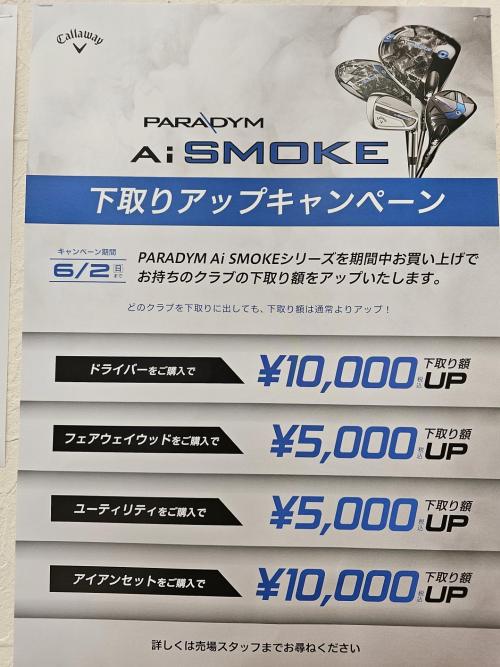 Callaway
PARADYM
Ai SMOKE
下取りアップキャンペーン
キャンペーン期間
6/2 日 まで
PARADYM Ai SMOKEシリーズを期間中お買い上げで
お持ちのクラブの下取り額をアップいたします。
どのクラブを下取りに出しても、下取り額は通常よりアップ!
ドライバーをご購入で ¥10,000 税込 下取り額 UP
フェアウェイウッドをご購入で ¥5,000 税込 下取り額 UP
ユーティリティをご購入で ¥5,000 税込 下取り額 UP
アイアンセットをご購入で ¥10,000 税込 下取り額 UP
詳しくは売場スタッフまでお尋ねください